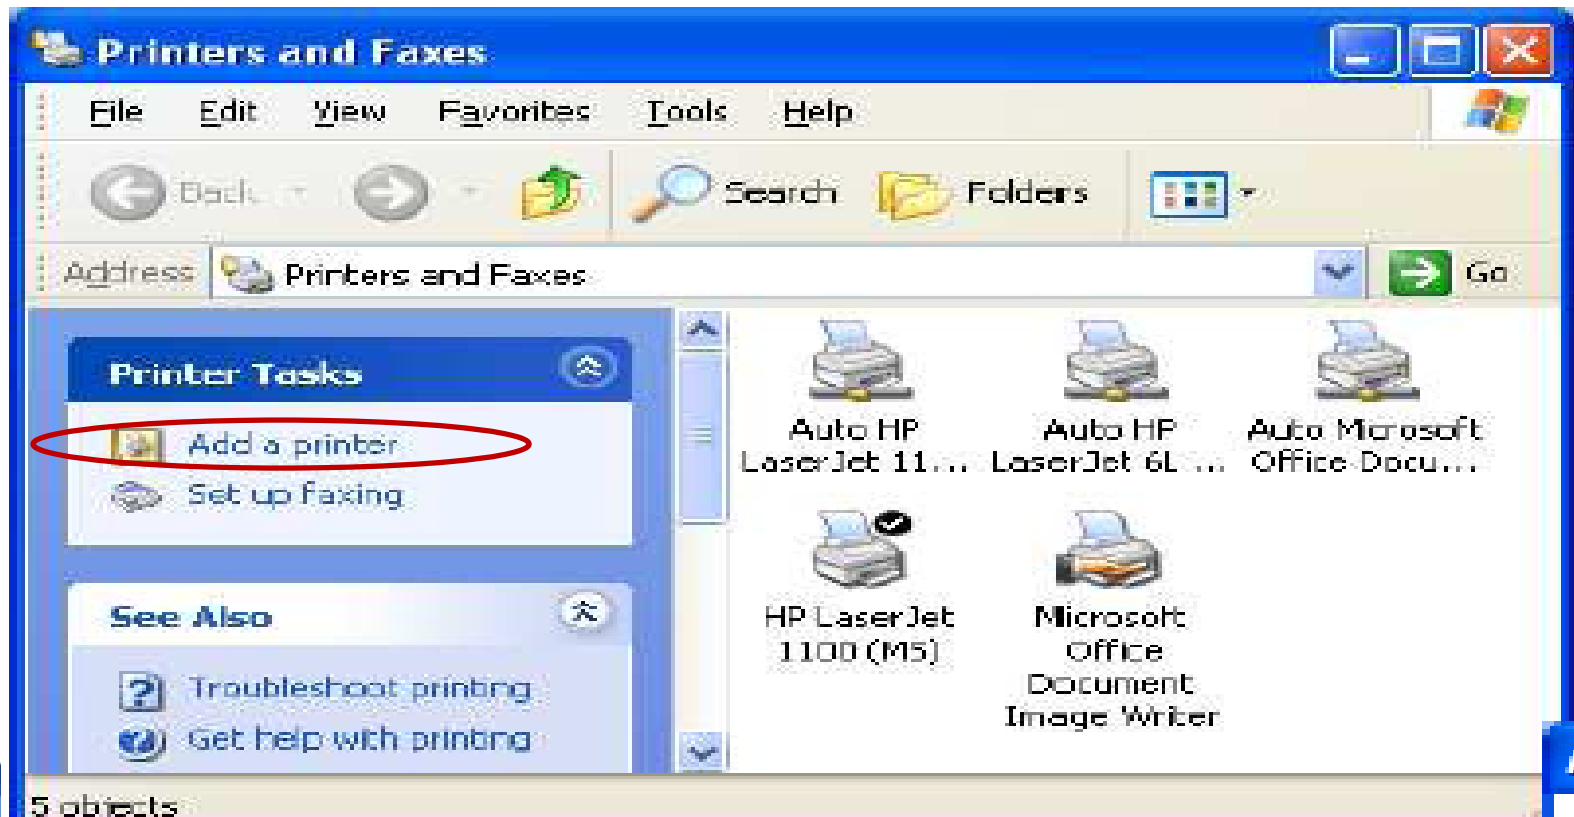 Printers and Faxes
File Edit View Favorites Tools Help
Back Search Folders
Address Printers and Faxes Go
Printer Tasks
Add a printer
Set up faxing
See Also
Troubleshoot printing
Get help with printing
Auto HP
LaserJet 11...
Auto HP
LaserJet 6L ...
Auto Microsoft
Office Docu...
HP LaserJet
1100 (MS)
Microsoft
Office
Document
Image Writer
5 objects